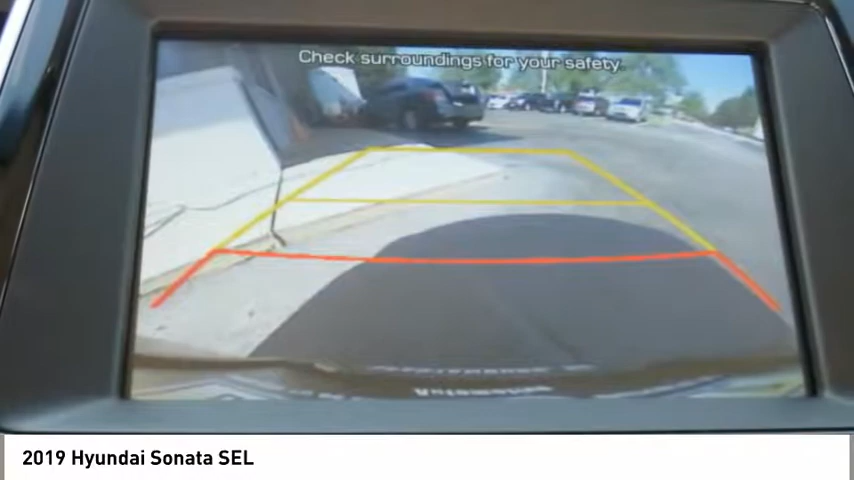 Check surroundings for your safety.
2019 Hyundai Sonata SEL